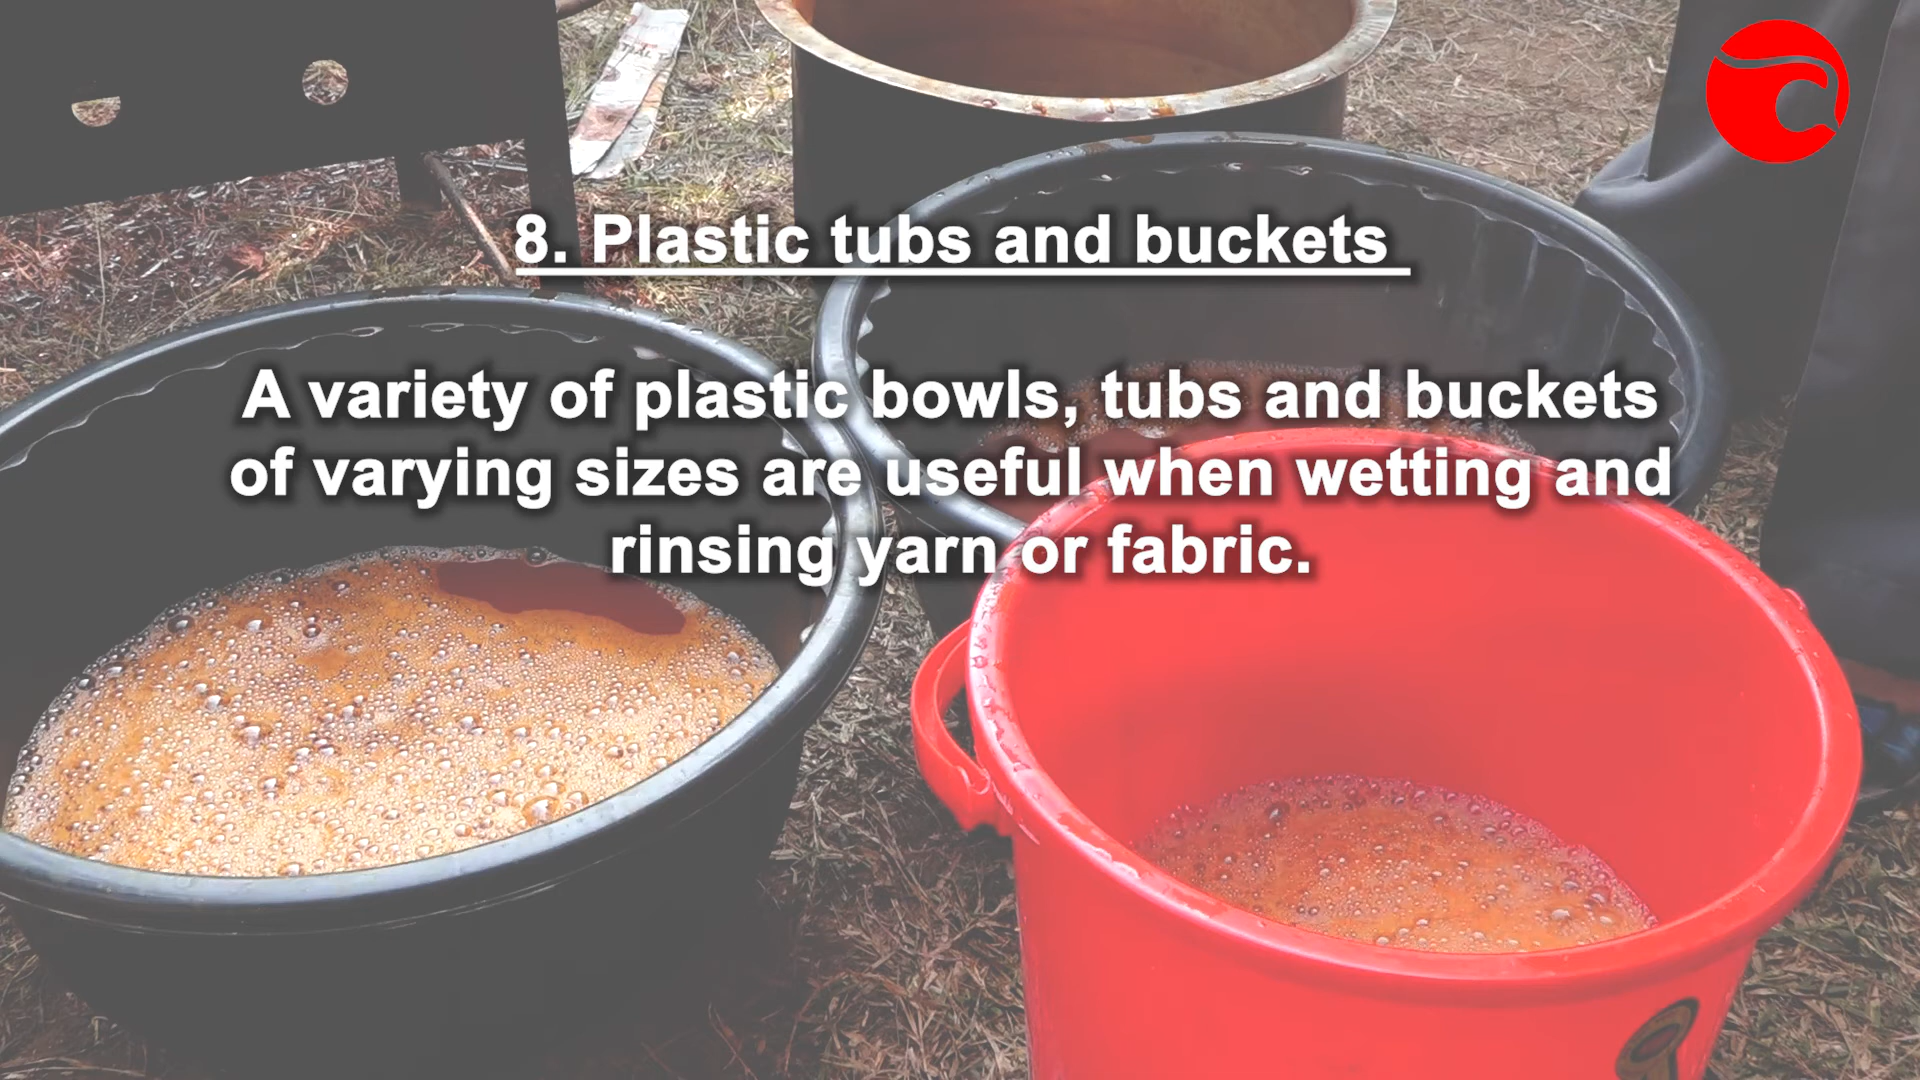 8. Plastic tubs and buckets
A variety of plastic bowls, tubs and buckets
of varying sizes are useful when wetting and
rinsing yarn or fabric.